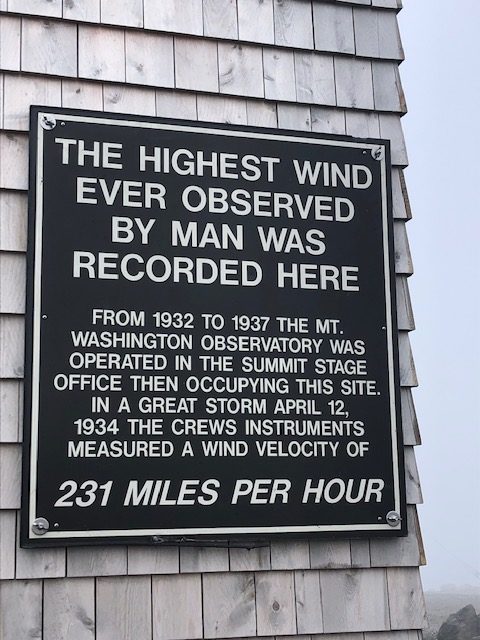 THE HIGHEST WIND
EVER OBSERVED
BY MAN WAS
RECORDED HERE
FROM 1932 TO 1937 THE MT.
WASHINGTON OBSERVATORY WAS
OPERATED IN THE SUMMIT STAGE
OFFICE THEN OCCUPYING THIS SITE.
IN A GREAT STORM APRIL 12,
1934 THE CREWS INSTRUMENTS
MEASURED A WIND VELOCITY OF
231 MILES PER HOUR